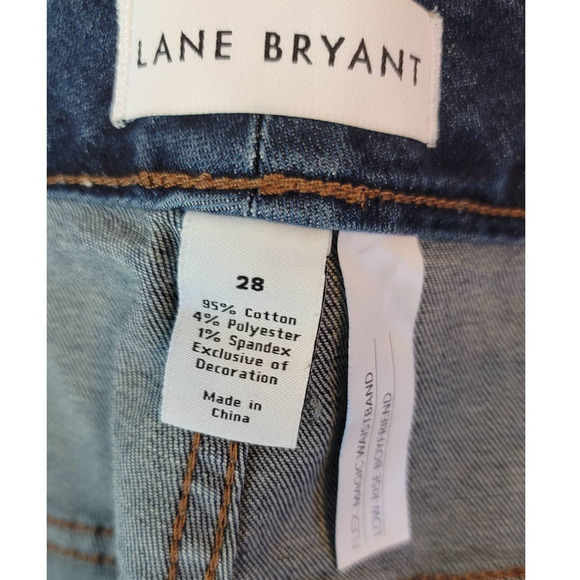 LANE BRYANT
28
95% Cotton
4% Polyester
1% Spandex
Exclusive of
Decoration
Made in
China
FLEX MAGIC WAISTBAND
LOW-RISE BOYFRIEND